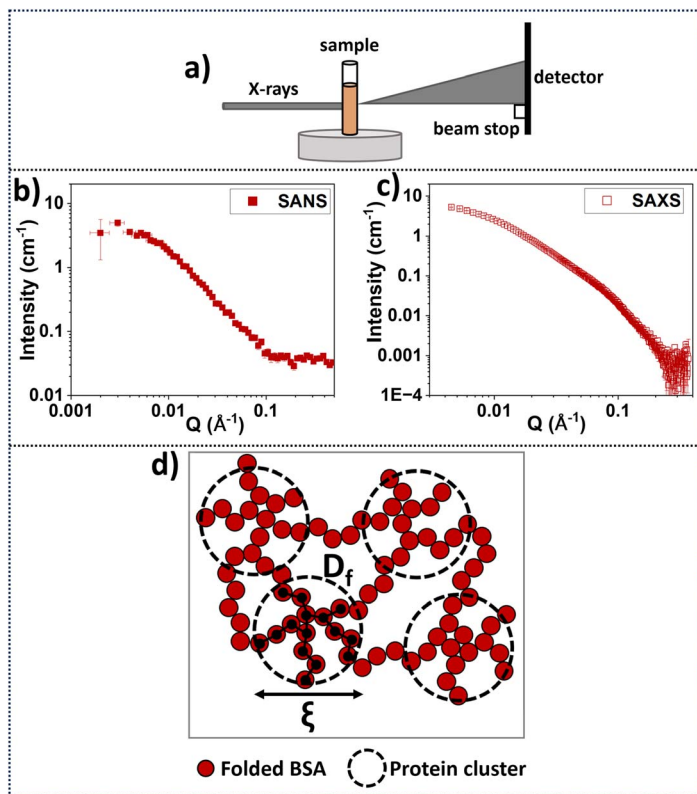 a)
sample
X-rays
detector
beam stop
b)
SANS
Intensity (cm⁻¹)
10
1
0.1
0.01
0.001
0.01
0.1
Q (Å⁻¹)
c)
SAXS
Intensity (cm⁻¹)
10
1
0.1
0.01
0.001
1E−4
0.01
0.1
Q (Å⁻¹)
d)
D_f
ξ
Folded BSA
Protein cluster